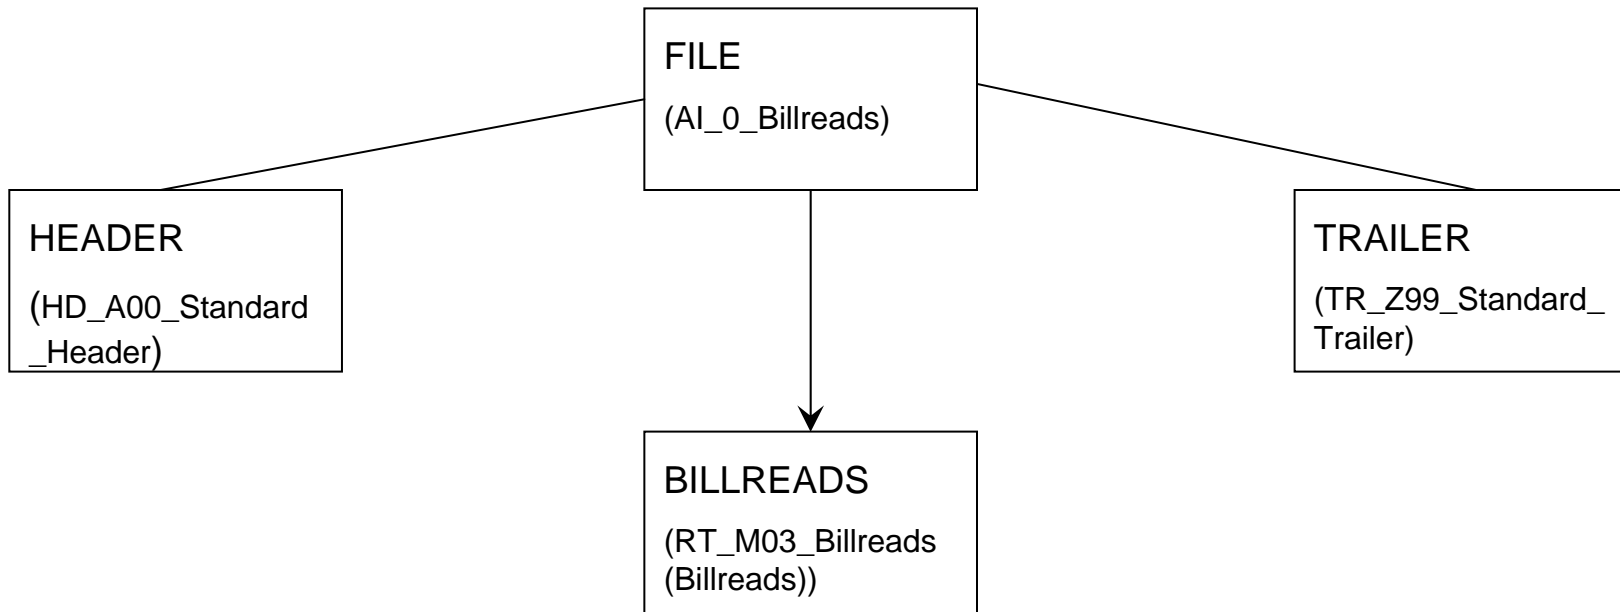 FILE
(AI_0_Billreads)
HEADER
(HD_A00_Standard
_Header)
TRAILER
(TR_Z99_Standard_
Trailer)
BILLREADS
(RT_M03_Billreads
(Billreads))